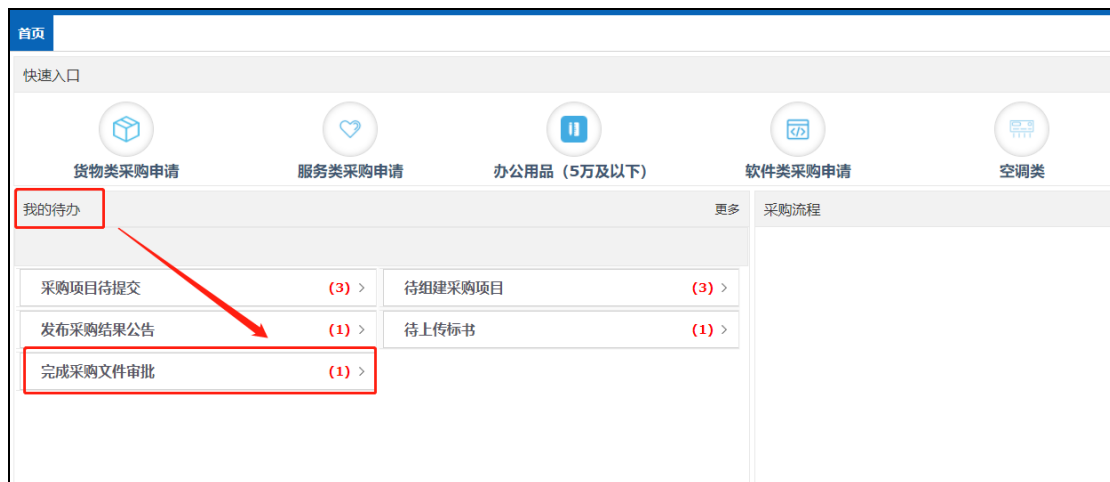 首页
快速入口
货物类采购申请 服务类采购申请 办公用品（5万及以下） 软件类采购申请 空调类
我的待办 更多 采购流程
采购项目待提交 (3) 待组建采购项目 (3)
发布采购结果公告 (1) 待上传标书 (1)
完成采购文件审批 (1)